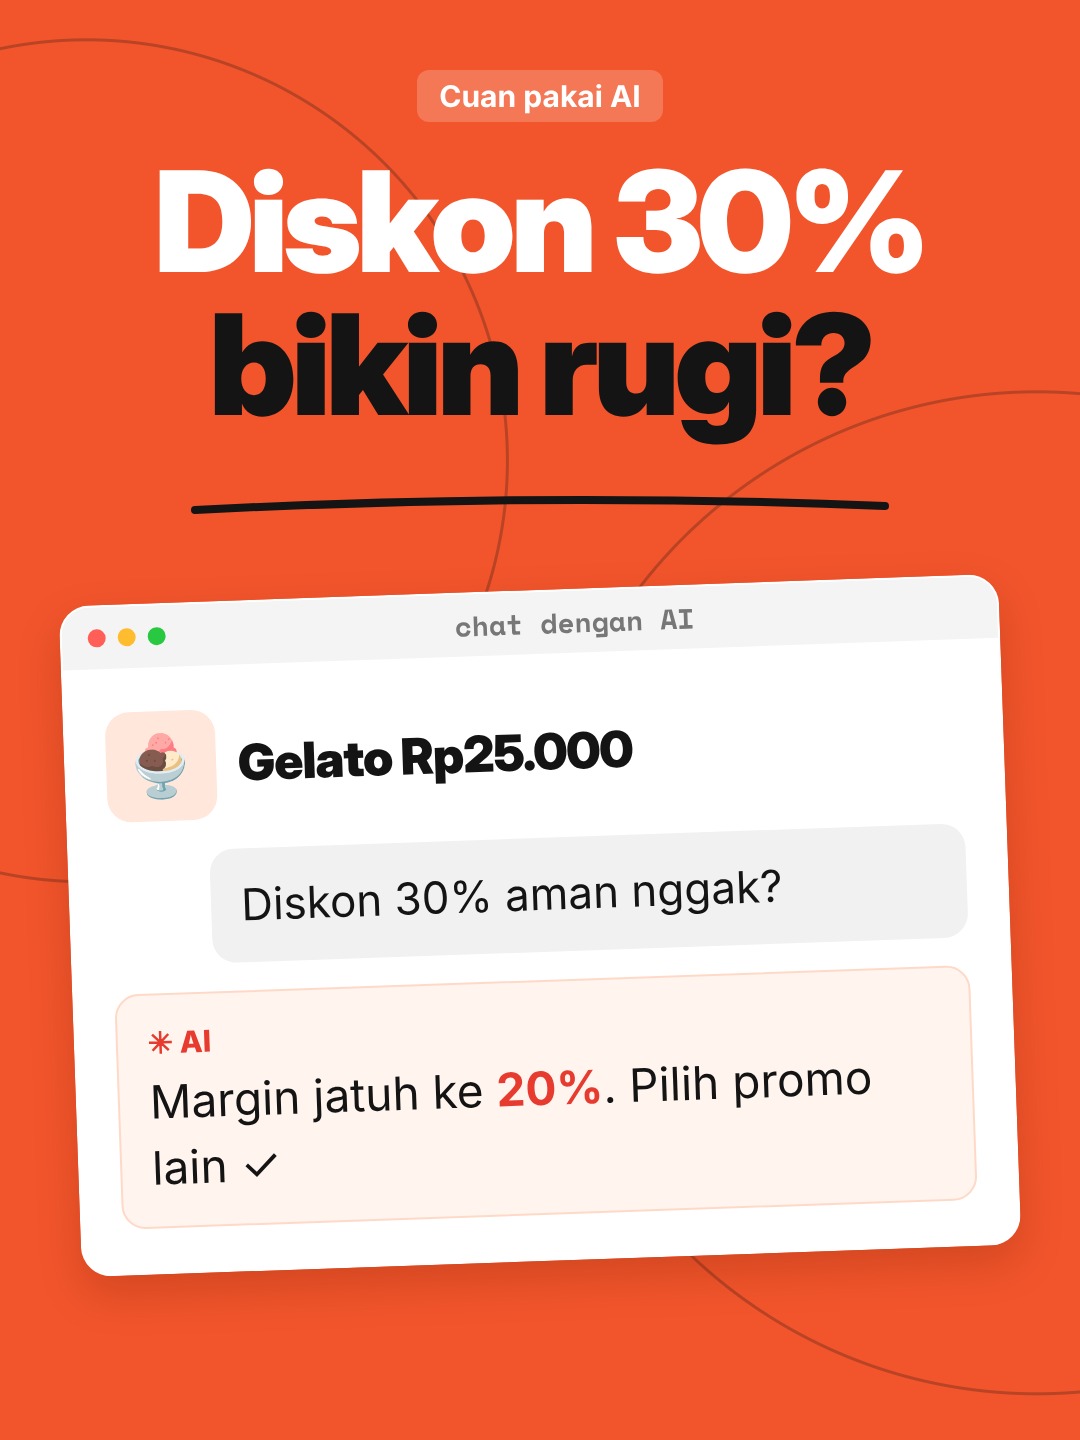 Cuan pakai AI
Diskon 30%
bikin rugi?
chat dengan AI
Gelato Rp25.000
Diskon 30% aman nggak?
✳ AI
Margin jatuh ke 20%. Pilih promo
lain ✓